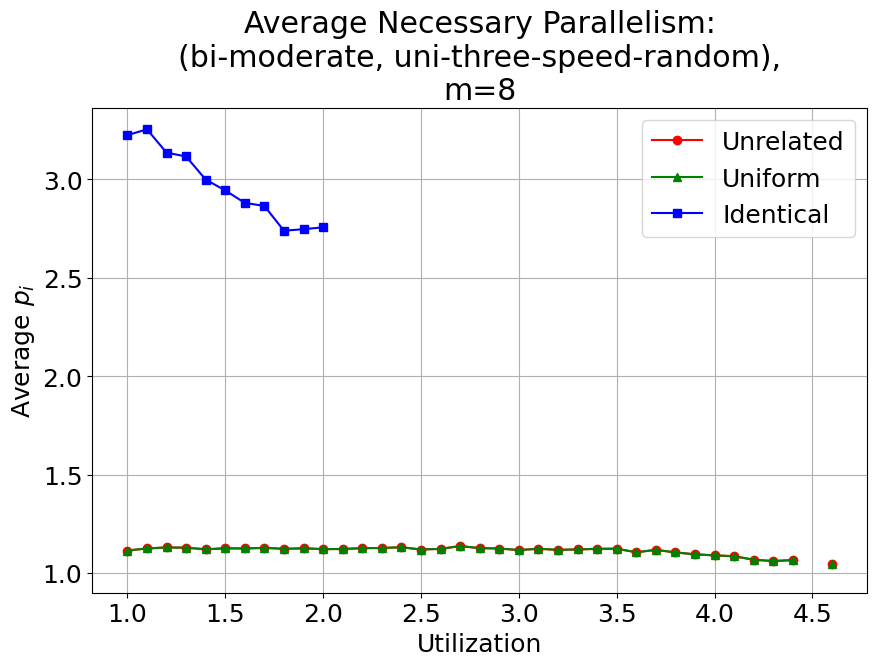 Average Necessary Parallelism:
(bi-moderate, uni-three-speed-random),
m=8
Unrelated
Uniform
Identical
Average p_i
3.0
2.5
2.0
1.5
1.0
1.0 1.5 2.0 2.5 3.0 3.5 4.0 4.5
Utilization